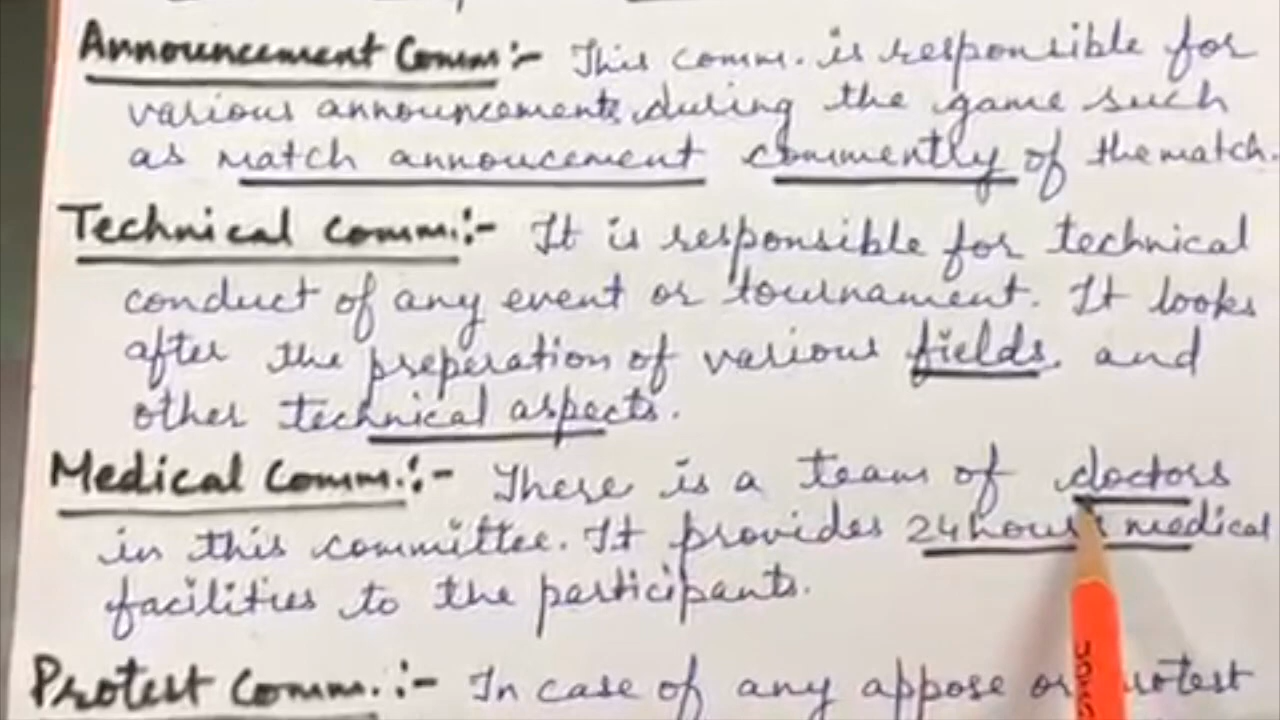 Announcement Comm:- This comm. is responsible for
various announcements during the game such
as match annoucement commently of the match.
Technical Comm.:- It is responsible for technical
conduct of any event or tournament. It looks
after the preperation of various fields and
other technical aspects.
Medical Comm.:- There is a team of doctors
in this committee. It provides 24 hours medical
facilities to the participants.
Protest Comm.:- In case of any appose or protest